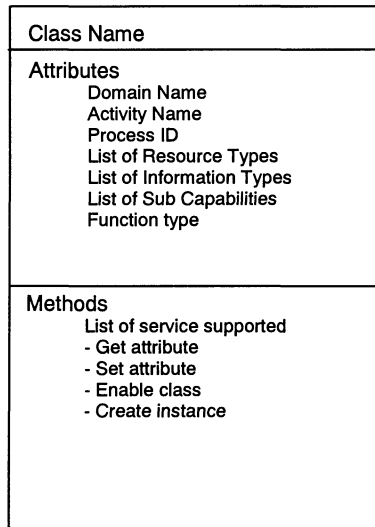 Class Name
Attributes
Domain Name
Activity Name
Process ID
List of Resource Types
List of Information Types
List of Sub Capabilities
Function type
Methods
List of service supported
- Get attribute
- Set attribute
- Enable class
- Create instance